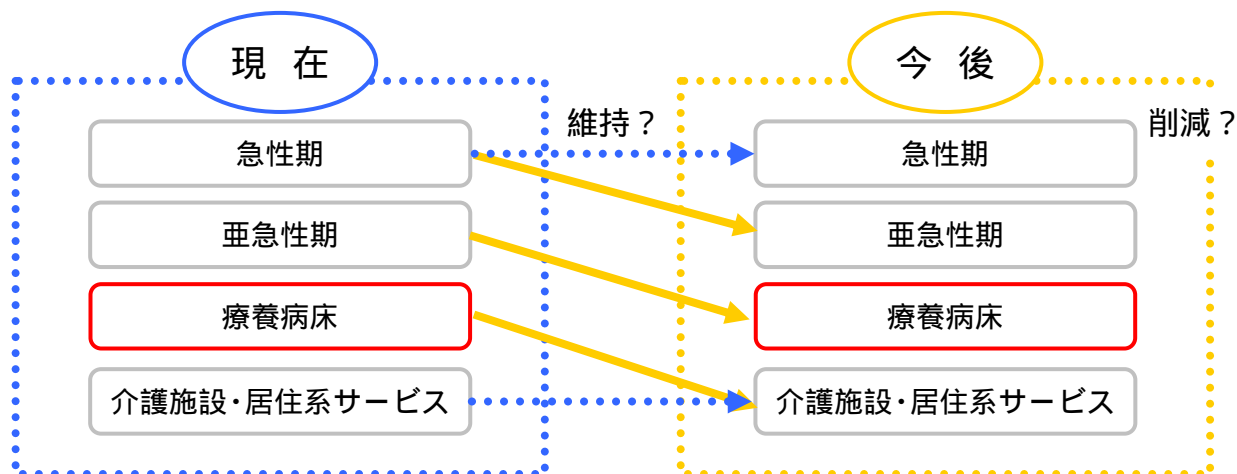 現 在
今 後
維持？
削減？
急性期
急性期
亜急性期
亜急性期
療養病床
療養病床
介護施設・居住系サービス
介護施設・居住系サービス